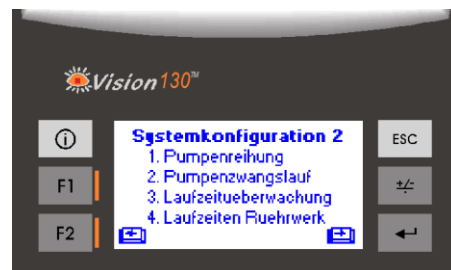 Vision130™
Systemkonfiguration 2
1. Pumpenreihung
2. Pumpenzwangslauf
3. Laufzeitueberwachung
4. Laufzeiten Ruehrwerk
i
F1
F2
ESC
+/-